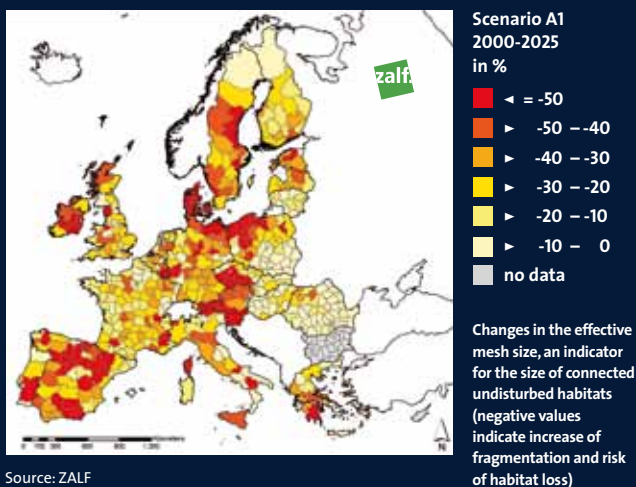 zalf.
Scenario A1
2000-2025
in %
◄ = -50
► -50 – -40
► -40 – -30
► -30 – -20
► -20 – -10
► -10 – 0
no data
Changes in the effective
mesh size, an indicator
for the size of connected
undisturbed habitats
(negative values
indicate increase of
fragmentation and risk
of habitat loss)
N
Source: ZALF